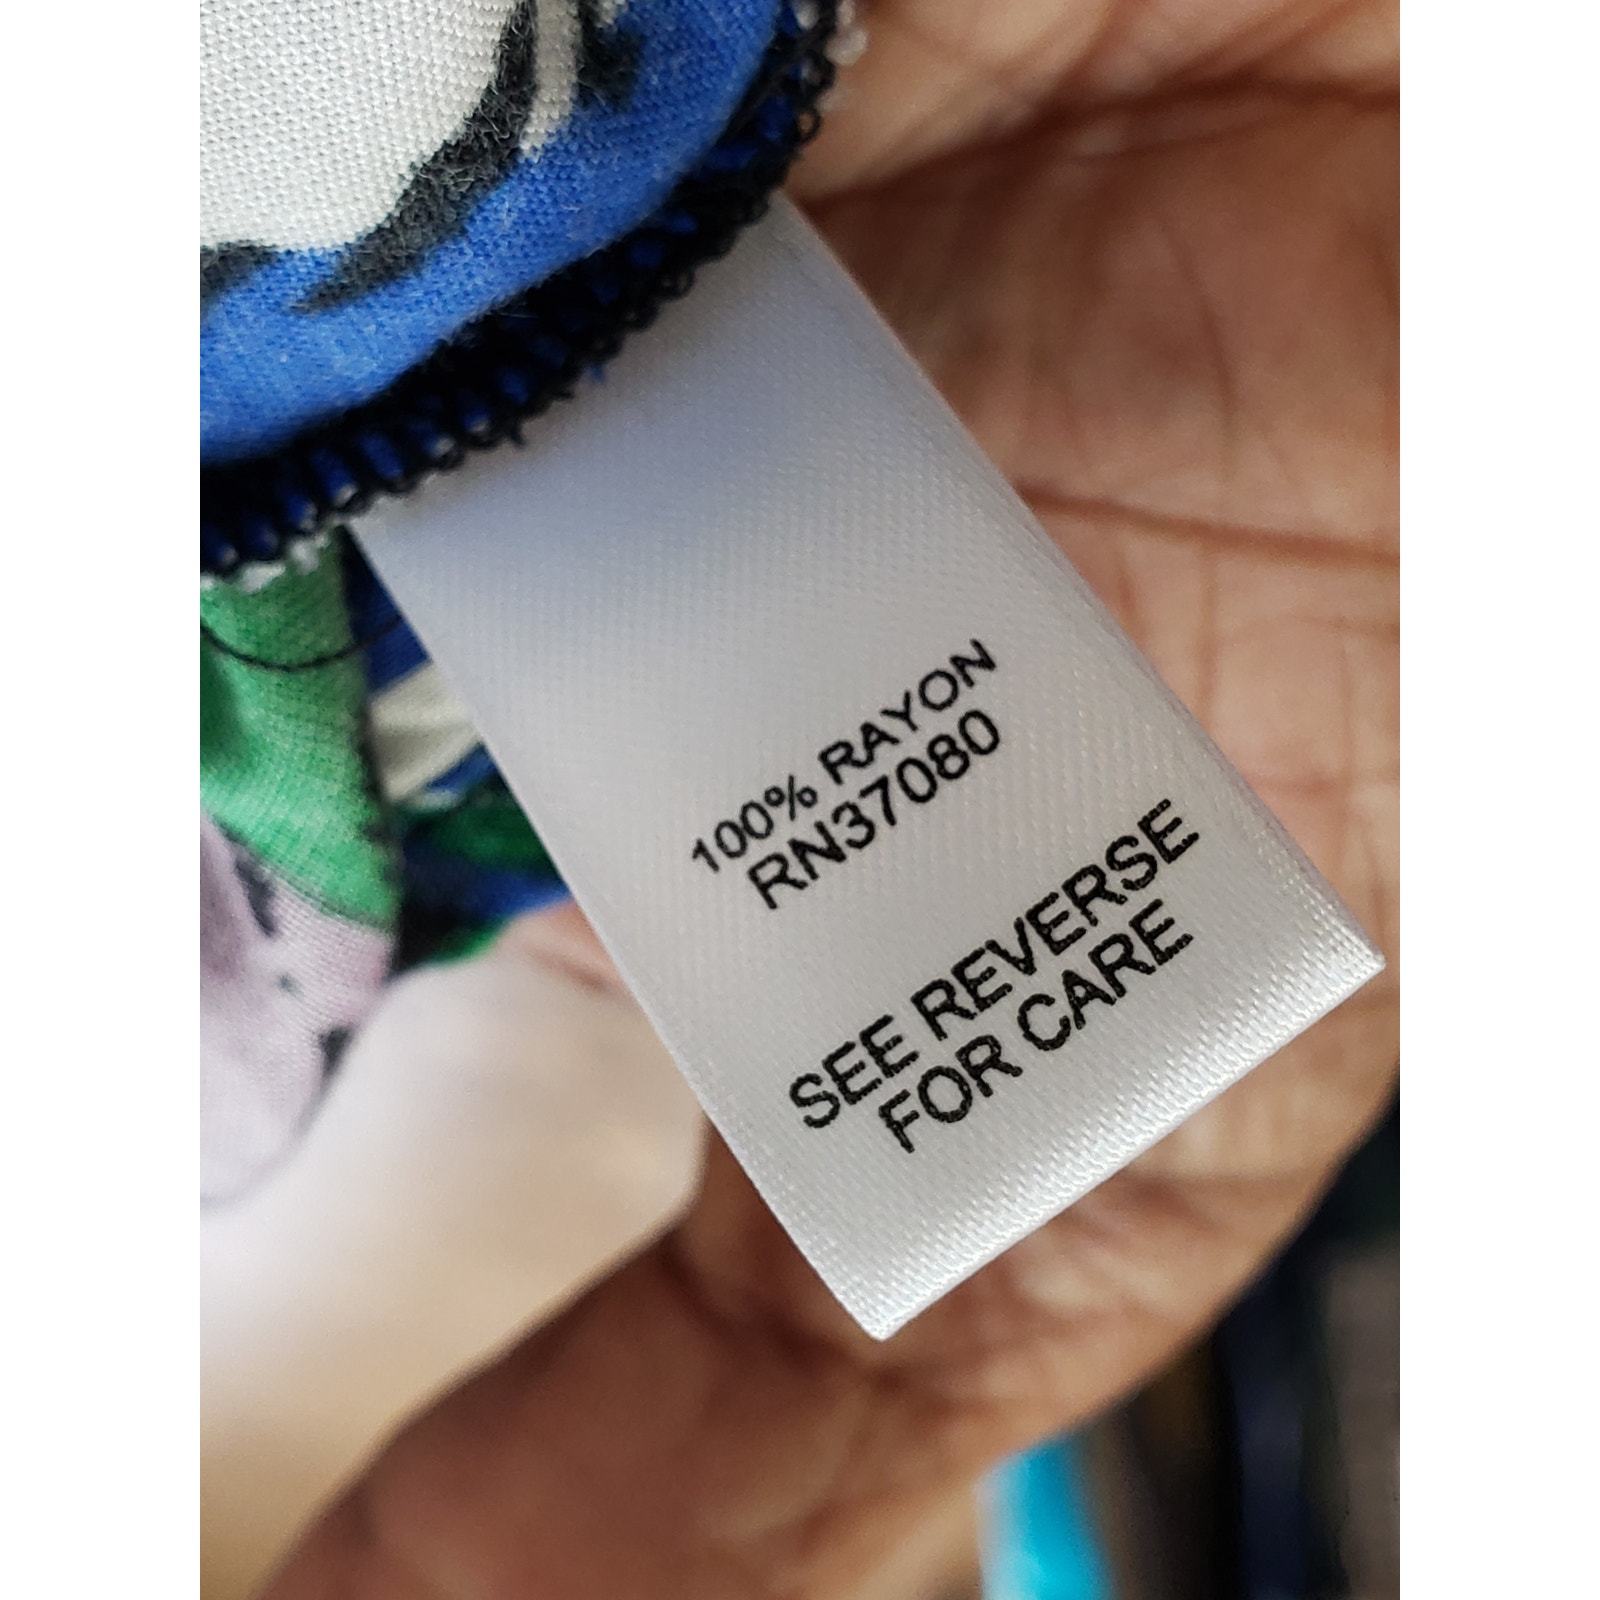 100% RAYON
RN37080
SEE REVERSE
FOR CARE